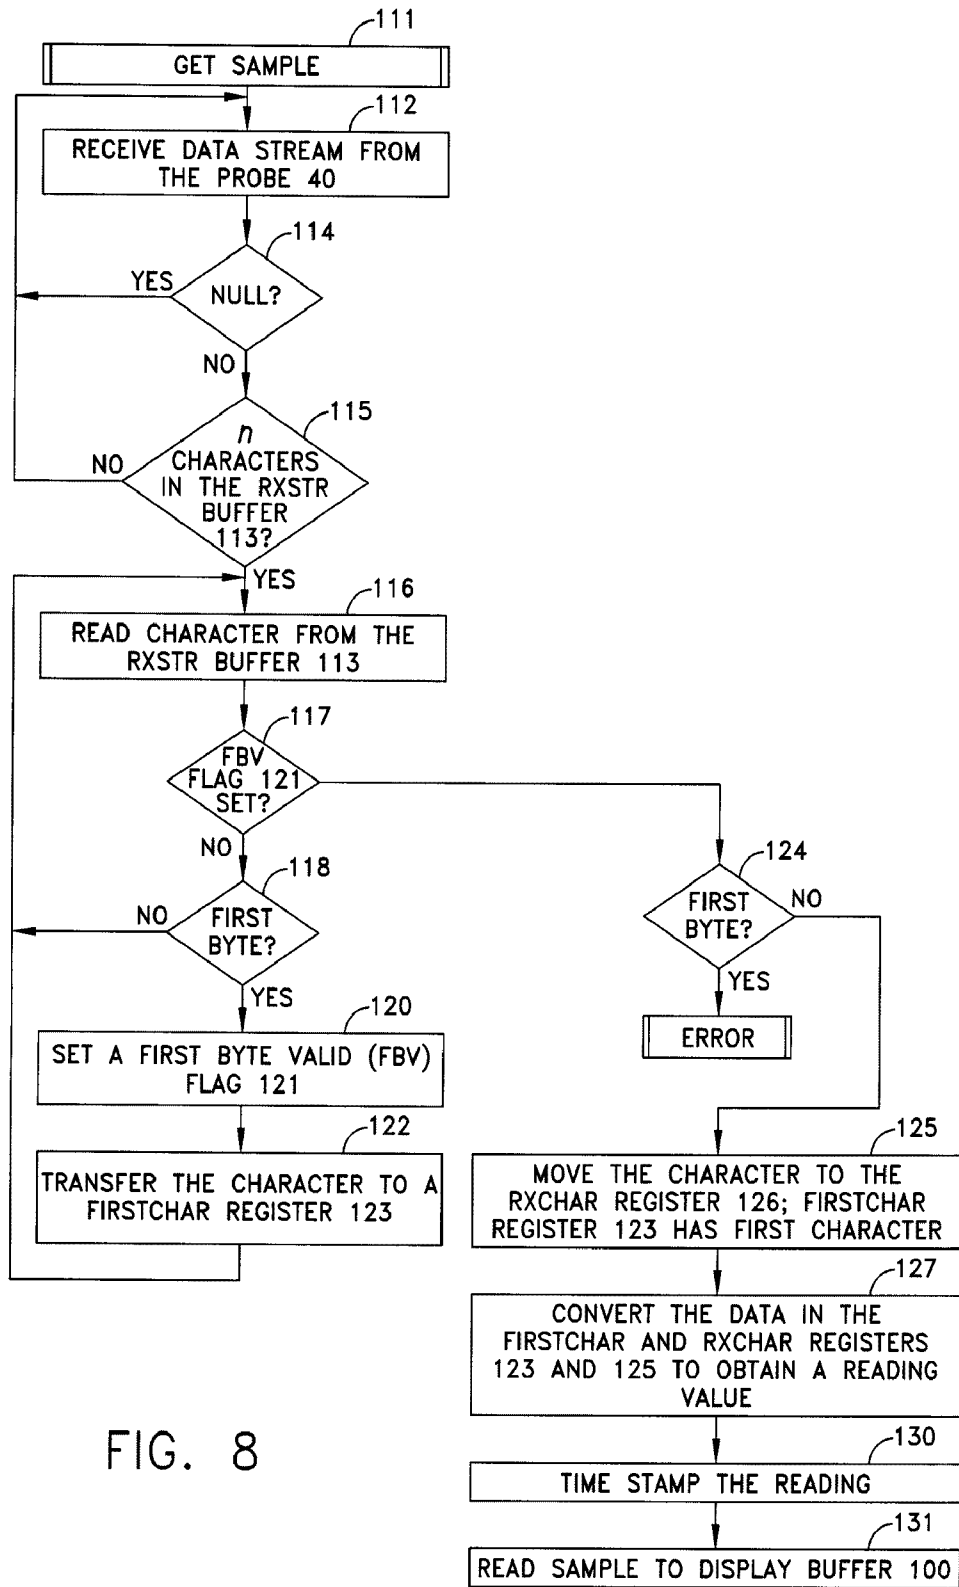 111
GET SAMPLE
112
RECEIVE DATA STREAM FROM
THE PROBE 40
114
YES
NULL?
NO
115
NO
n
CHARACTERS
IN THE RXSTR
BUFFER
113?
YES
116
READ CHARACTER FROM THE
RXSTR BUFFER 113
117
FBV
FLAG 121
SET?
NO
118
NO
FIRST
BYTE?
YES
120
SET A FIRST BYTE VALID (FBV)
FLAG 121
122
TRANSFER THE CHARACTER TO A
FIRSTCHAR REGISTER 123
124
FIRST
BYTE?
NO
YES
ERROR
125
MOVE THE CHARACTER TO THE
RXCHAR REGISTER 126; FIRSTCHAR
REGISTER 123 HAS FIRST CHARACTER
127
CONVERT THE DATA IN THE
FIRSTCHAR AND RXCHAR REGISTERS
123 AND 125 TO OBTAIN A READING
VALUE
130
TIME STAMP THE READING
131
READ SAMPLE TO DISPLAY BUFFER 100
FIG. 8